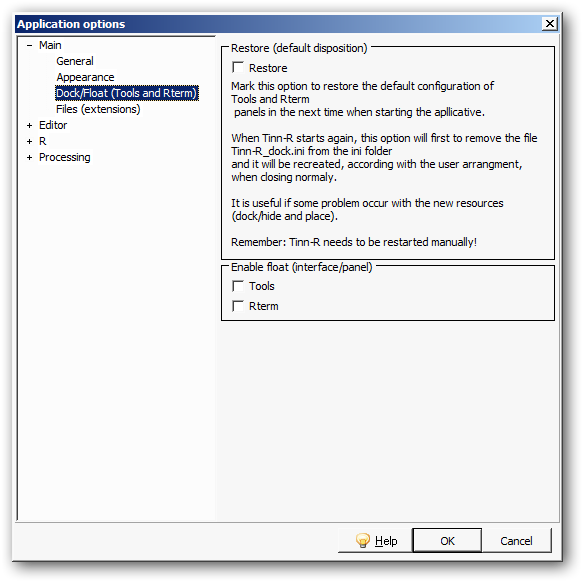 Application options
Main
General
Appearance
Dock/Float (Tools and Rterm)
Files (extensions)
Editor
R
Processing
Restore (default disposition)
Restore
Mark this option to restore the default configuration of
Tools and Rterm
panels in the next time when starting the apllicative.
When Tinn-R starts again, this option will first to remove the file
Tinn-R_dock.ini from the ini folder
and it will be recreated, according with the user arrangment,
when closing normaly.
It is useful if some problem occur with the new resources
(dock/hide and place).
Remember: Tinn-R needs to be restarted manually!
Enable float (interface/panel)
Tools
Rterm
Help
OK
Cancel